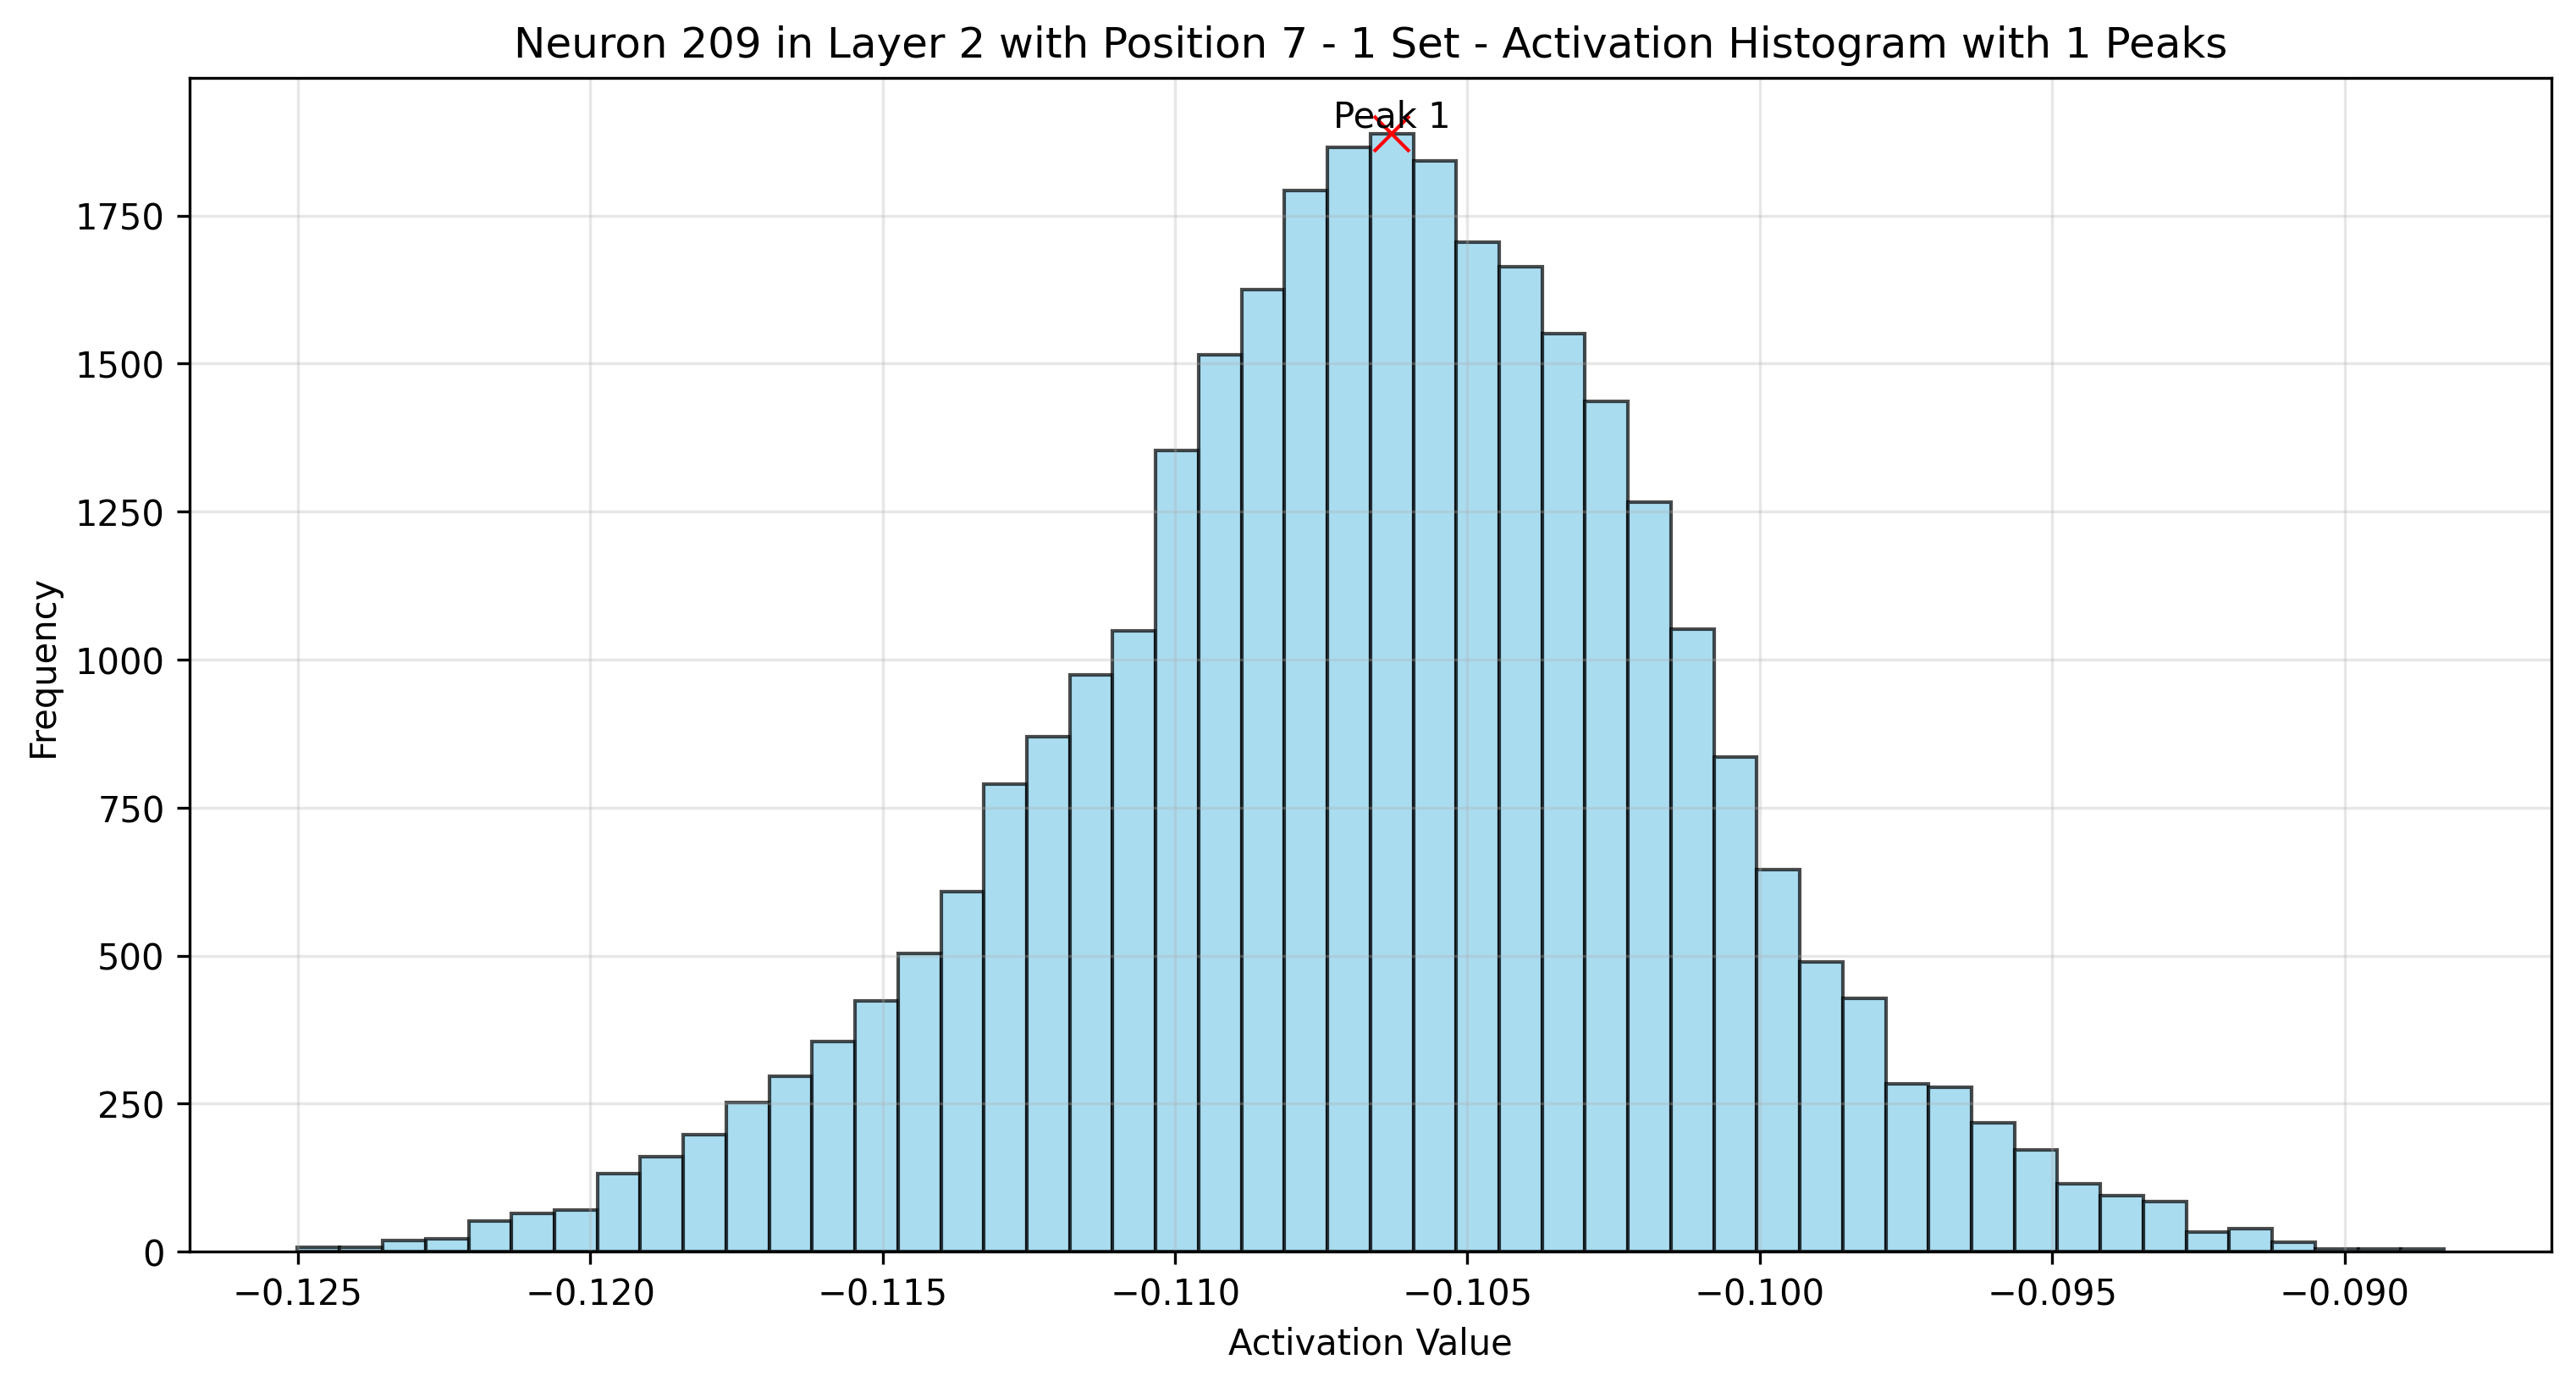 Neuron 209 in Layer 2 with Position 7 - 1 Set - Activation Histogram with 1 Peaks
Peak 1
1750
1500
1250
1000
750
500
250
0
Frequency
−0.125 −0.120 −0.115 −0.110 −0.105 −0.100 −0.095 −0.090
Activation Value